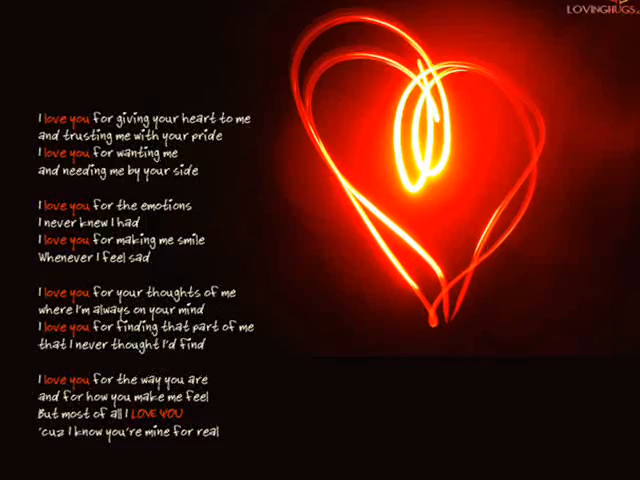 LOVINGHUGS.
I love you for giving your heart to me
and trusting me with your pride
I love you for wanting me
and needing me by your side
I love you for the emotions
I never knew I had
I love you for making me smile
Whenever I feel sad
I love you for your thoughts of me
where I'm always on your mind
I love you for finding that part of me
that I never thought I'd find
I love you for the way you are
and for how you make me feel
But most of all I LOVE YOU
'cuz I know you're mine for real